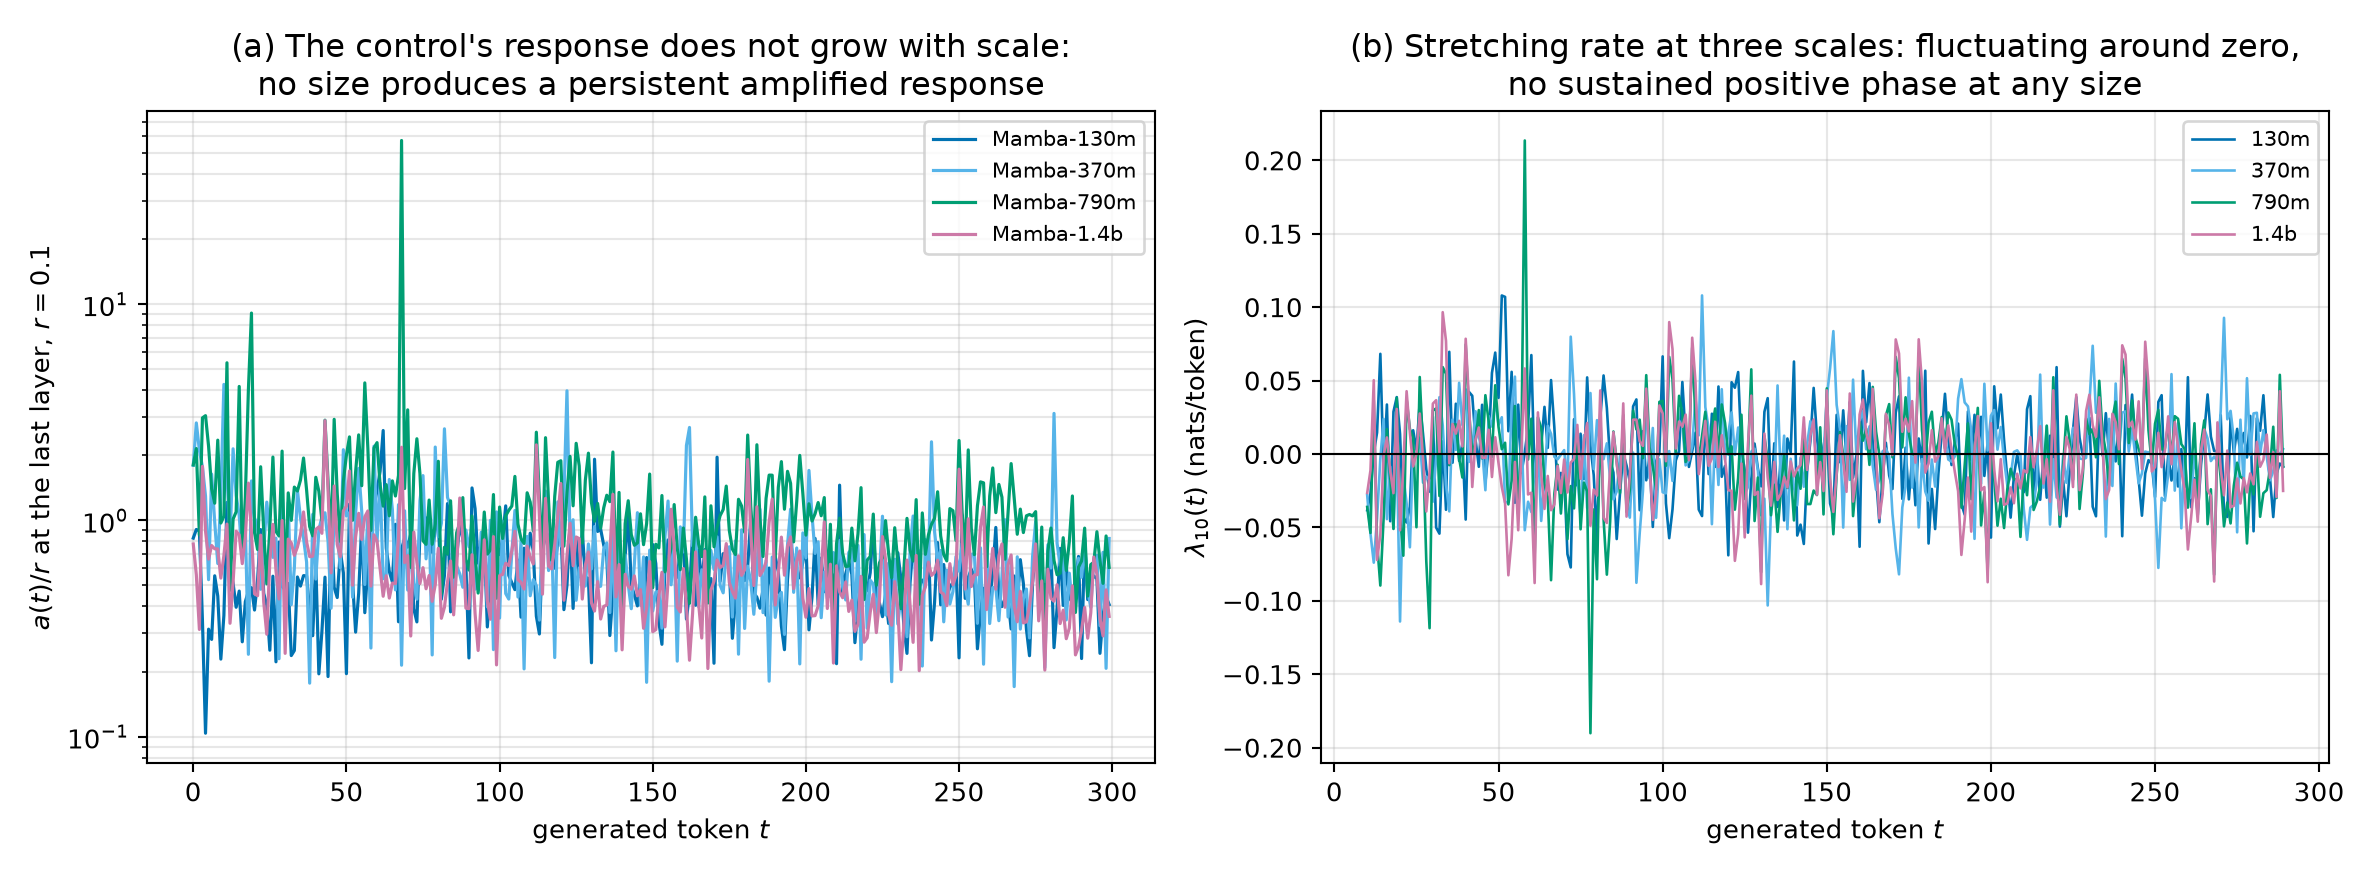 (a) The control's response does not grow with scale:
no size produces a persistent amplified response
a(t)/r at the last layer, r = 0.1
10¹
10⁰
10⁻¹
0 50 100 150 200 250 300
generated token t
Mamba-130m
Mamba-370m
Mamba-790m
Mamba-1.4b
(b) Stretching rate at three scales: fluctuating around zero,
no sustained positive phase at any size
λ₁₀(t) (nats/token)
0.20
0.15
0.10
0.05
0.00
−0.05
−0.10
−0.15
−0.20
0 50 100 150 200 250 300
generated token t
130m
370m
790m
1.4b